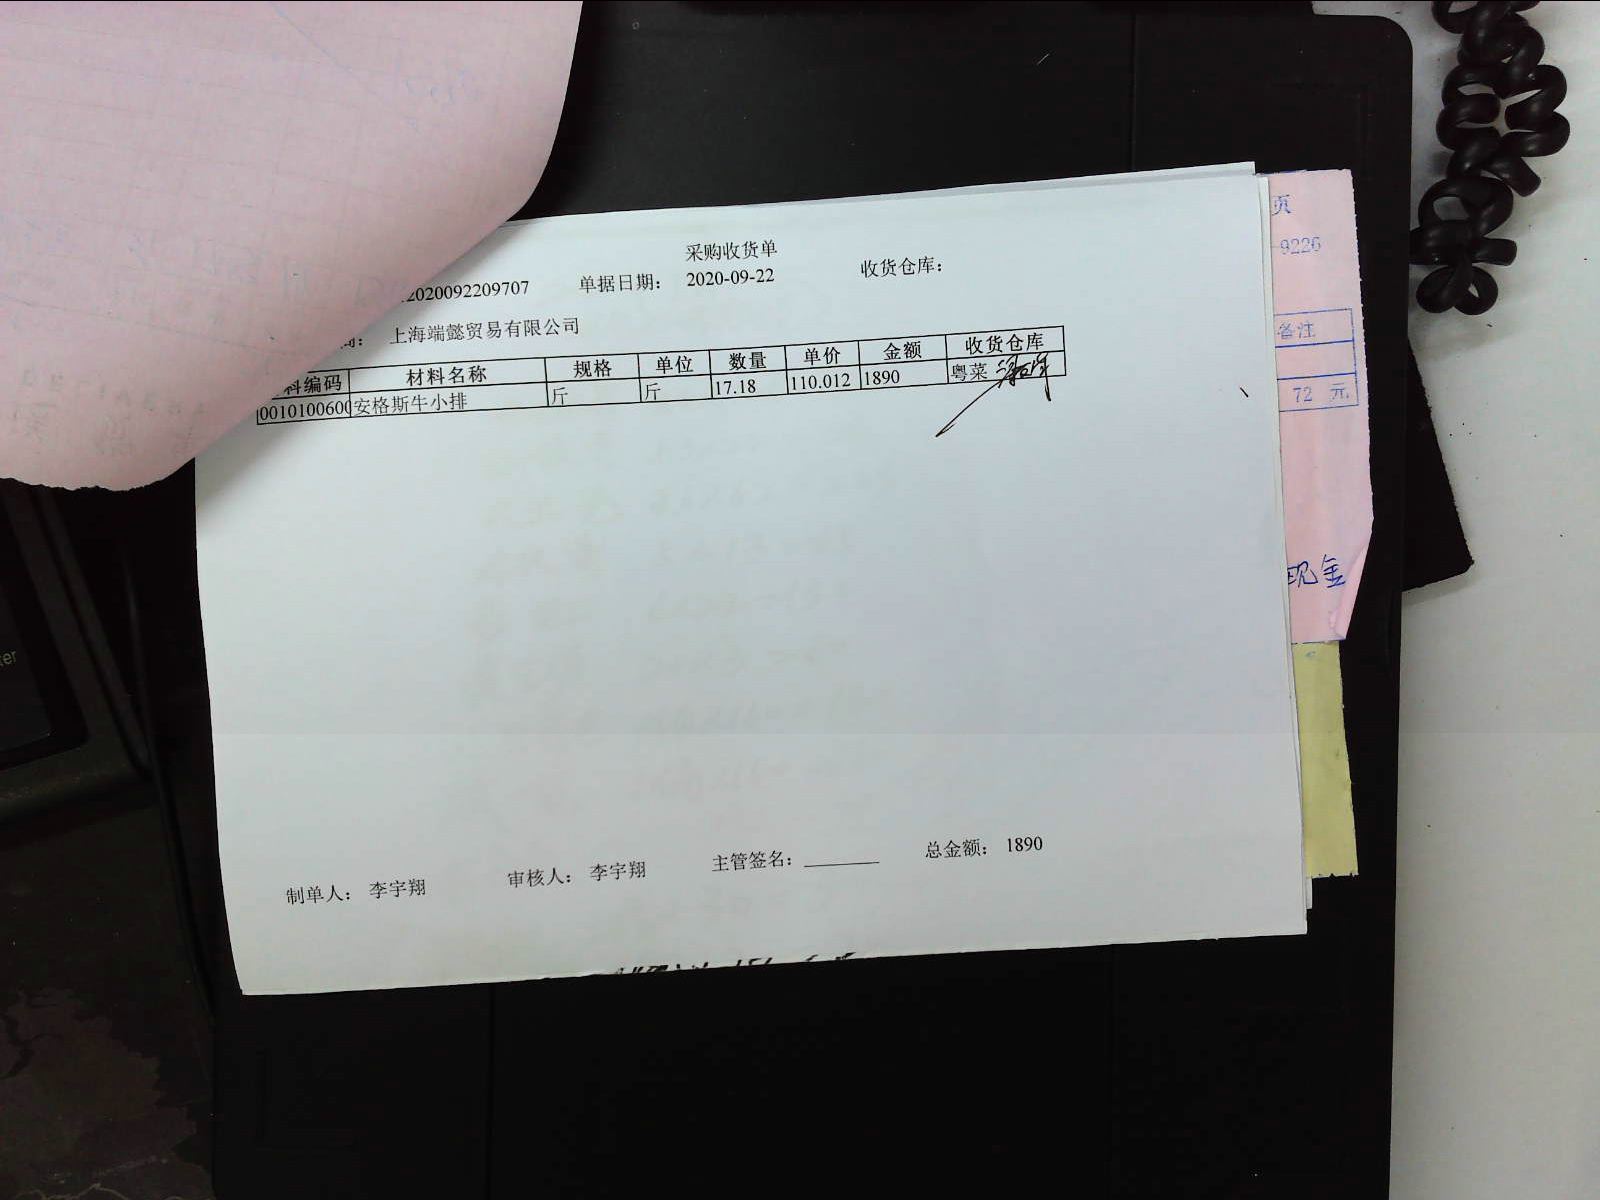 采购收货单
2020092209707 单据日期： 2020-09-22 收货仓库：
商： 上海端懿贸易有限公司
料编码 材料名称 规格 单位 数量 单价 金额 收货仓库
0010100600 安格斯牛小排 斤 斤 17.18 110.012 1890 粤菜
制单人： 李宇翔 审核人： 李宇翔 主管签名： 总金额： 1890
页
-9226
备注
72 元
现金